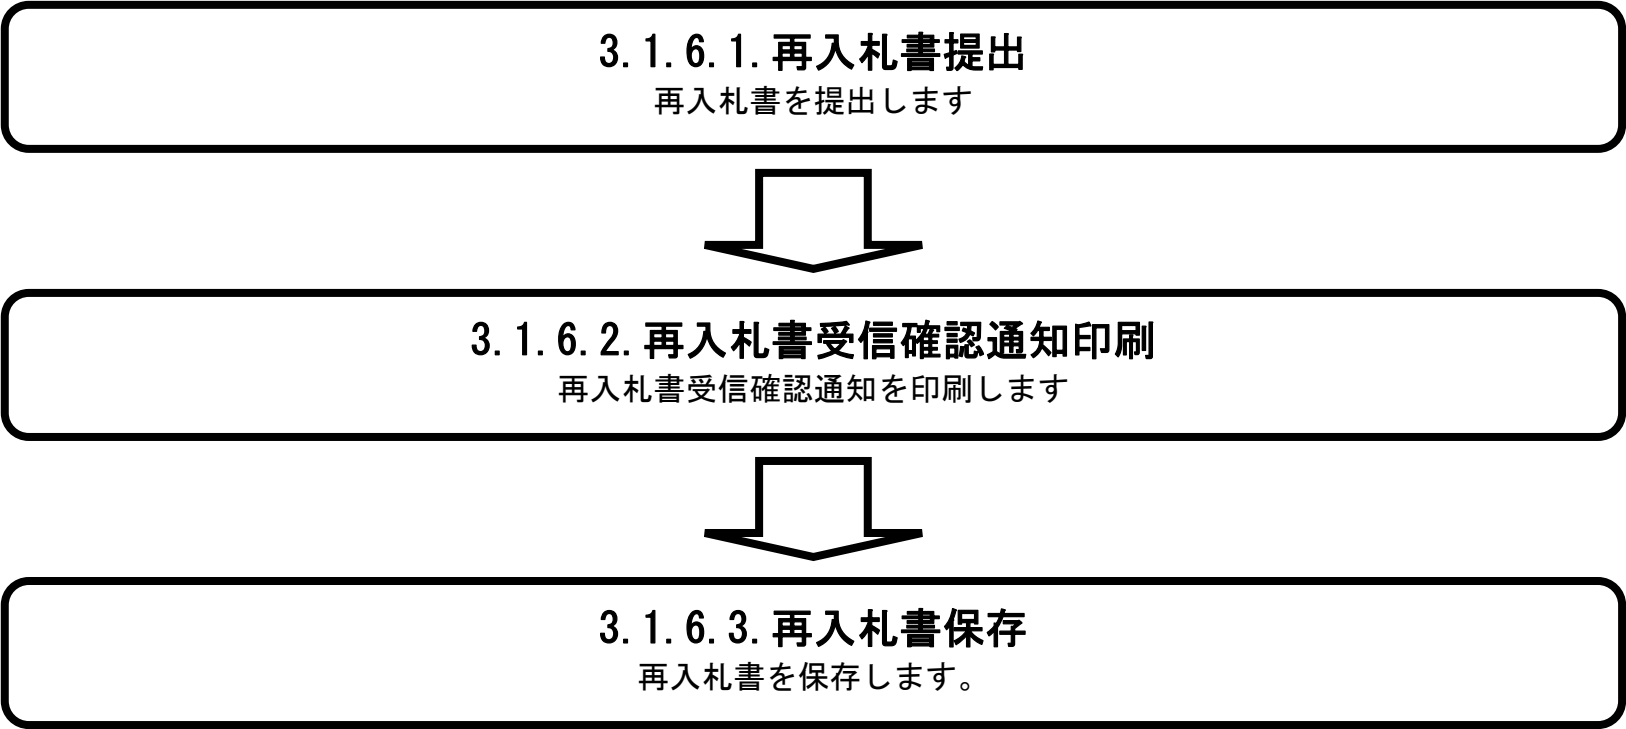 3.1.6.1.再入札書提出
再入札書を提出します
3.1.6.2.再入札書受信確認通知印刷
再入札書受信確認通知を印刷します
3.1.6.3.再入札書保存
再入札書を保存します。